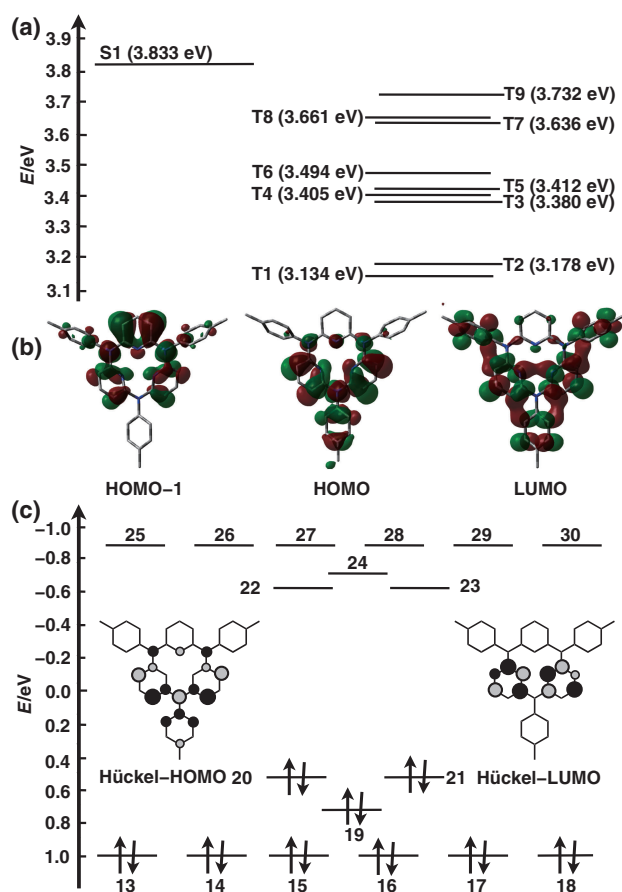 (a)
3.9
3.8
3.7
3.6
3.5
3.4
3.3
3.2
3.1
E/eV
S1 (3.833 eV)
T9 (3.732 eV)
T8 (3.661 eV)
T7 (3.636 eV)
T6 (3.494 eV)
T5 (3.412 eV)
T4 (3.405 eV)
T3 (3.380 eV)
T2 (3.178 eV)
T1 (3.134 eV)
(b)
HOMO–1 HOMO LUMO
(c)
–1.0
–0.8
–0.6
–0.4
–0.2
0.0
0.2
0.4
0.6
0.8
1.0
E/eV
25 26 27 28 29 30
24
22 23
Hückel–HOMO 20 21 Hückel–LUMO
19
13 14 15 16 17 18